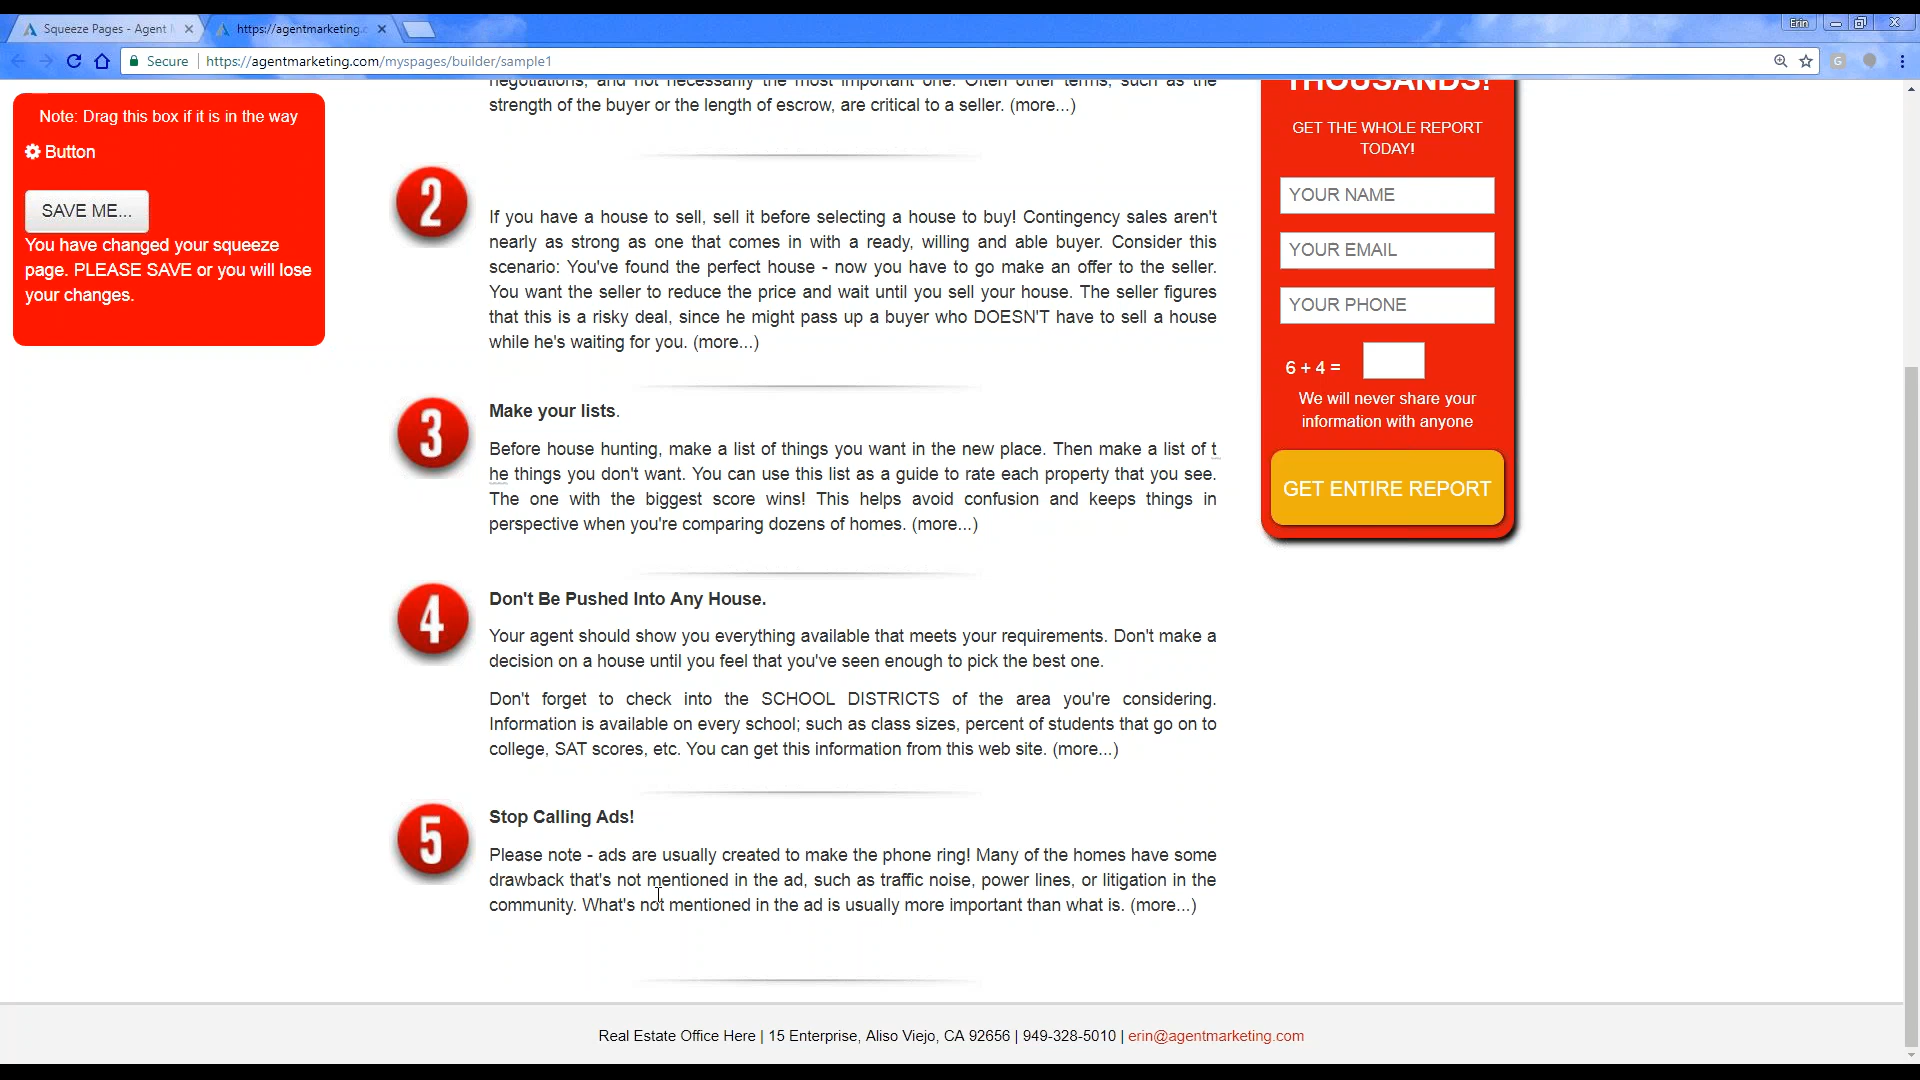 Squeeze Pages - Agent
https://agentmarketing.c
Erin
Secure
https://agentmarketing.com/myspages/builder/sample1
G
Note: Drag this box if it is in the way
Button
SAVE ME...
You have changed your squeeze
page. PLEASE SAVE or you will lose
your changes.
negotiations, and not necessarily the most important one. Often other terms, such as the
strength of the buyer or the length of escrow, are critical to a seller. (more...)
2
If you have a house to sell, sell it before selecting a house to buy! Contingency sales aren't
nearly as strong as one that comes in with a ready, willing and able buyer. Consider this
scenario: You've found the perfect house - now you have to go make an offer to the seller.
You want the seller to reduce the price and wait until you sell your house. The seller figures
that this is a risky deal, since he might pass up a buyer who DOESN'T have to sell a house
while he's waiting for you. (more...)
3
Make your lists.
Before house hunting, make a list of things you want in the new place. Then make a list of t
he things you don't want. You can use this list as a guide to rate each property that you see.
The one with the biggest score wins! This helps avoid confusion and keeps things in
perspective when you're comparing dozens of homes. (more...)
4
Don't Be Pushed Into Any House.
Your agent should show you everything available that meets your requirements. Don't make a
decision on a house until you feel that you've seen enough to pick the best one.
Don't forget to check into the SCHOOL DISTRICTS of the area you're considering.
Information is available on every school; such as class sizes, percent of students that go on to
college, SAT scores, etc. You can get this information from this web site. (more...)
5
Stop Calling Ads!
Please note - ads are usually created to make the phone ring! Many of the homes have some
drawback that's not mentioned in the ad, such as traffic noise, power lines, or litigation in the
community. What's not mentioned in the ad is usually more important than what is. (more...)
THOUSANDS!
GET THE WHOLE REPORT
TODAY!
YOUR NAME
YOUR EMAIL
YOUR PHONE
6 + 4 =
We will never share your
information with anyone
GET ENTIRE REPORT
Real Estate Office Here | 15 Enterprise, Aliso Viejo, CA 92656 | 949-328-5010 | erin@agentmarketing.com